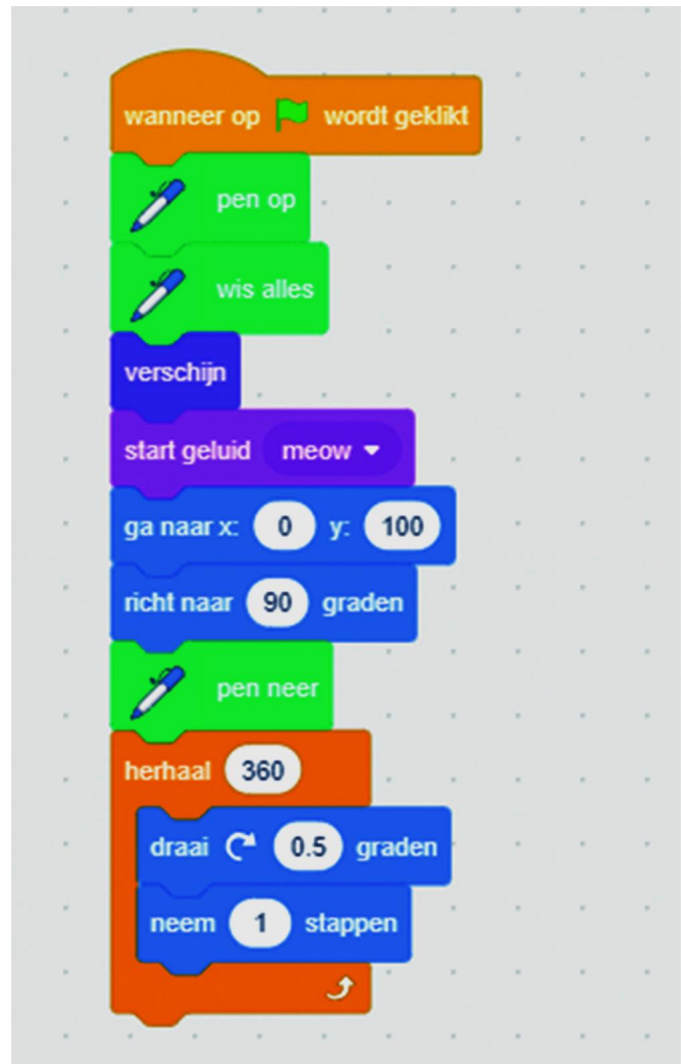 wanneer op wordt geklikt
pen op
wis alles
verschijn
start geluid meow
ga naar x: 0 y: 100
richt naar 90 graden
pen neer
herhaal 360
draai 0.5 graden
neem 1 stappen